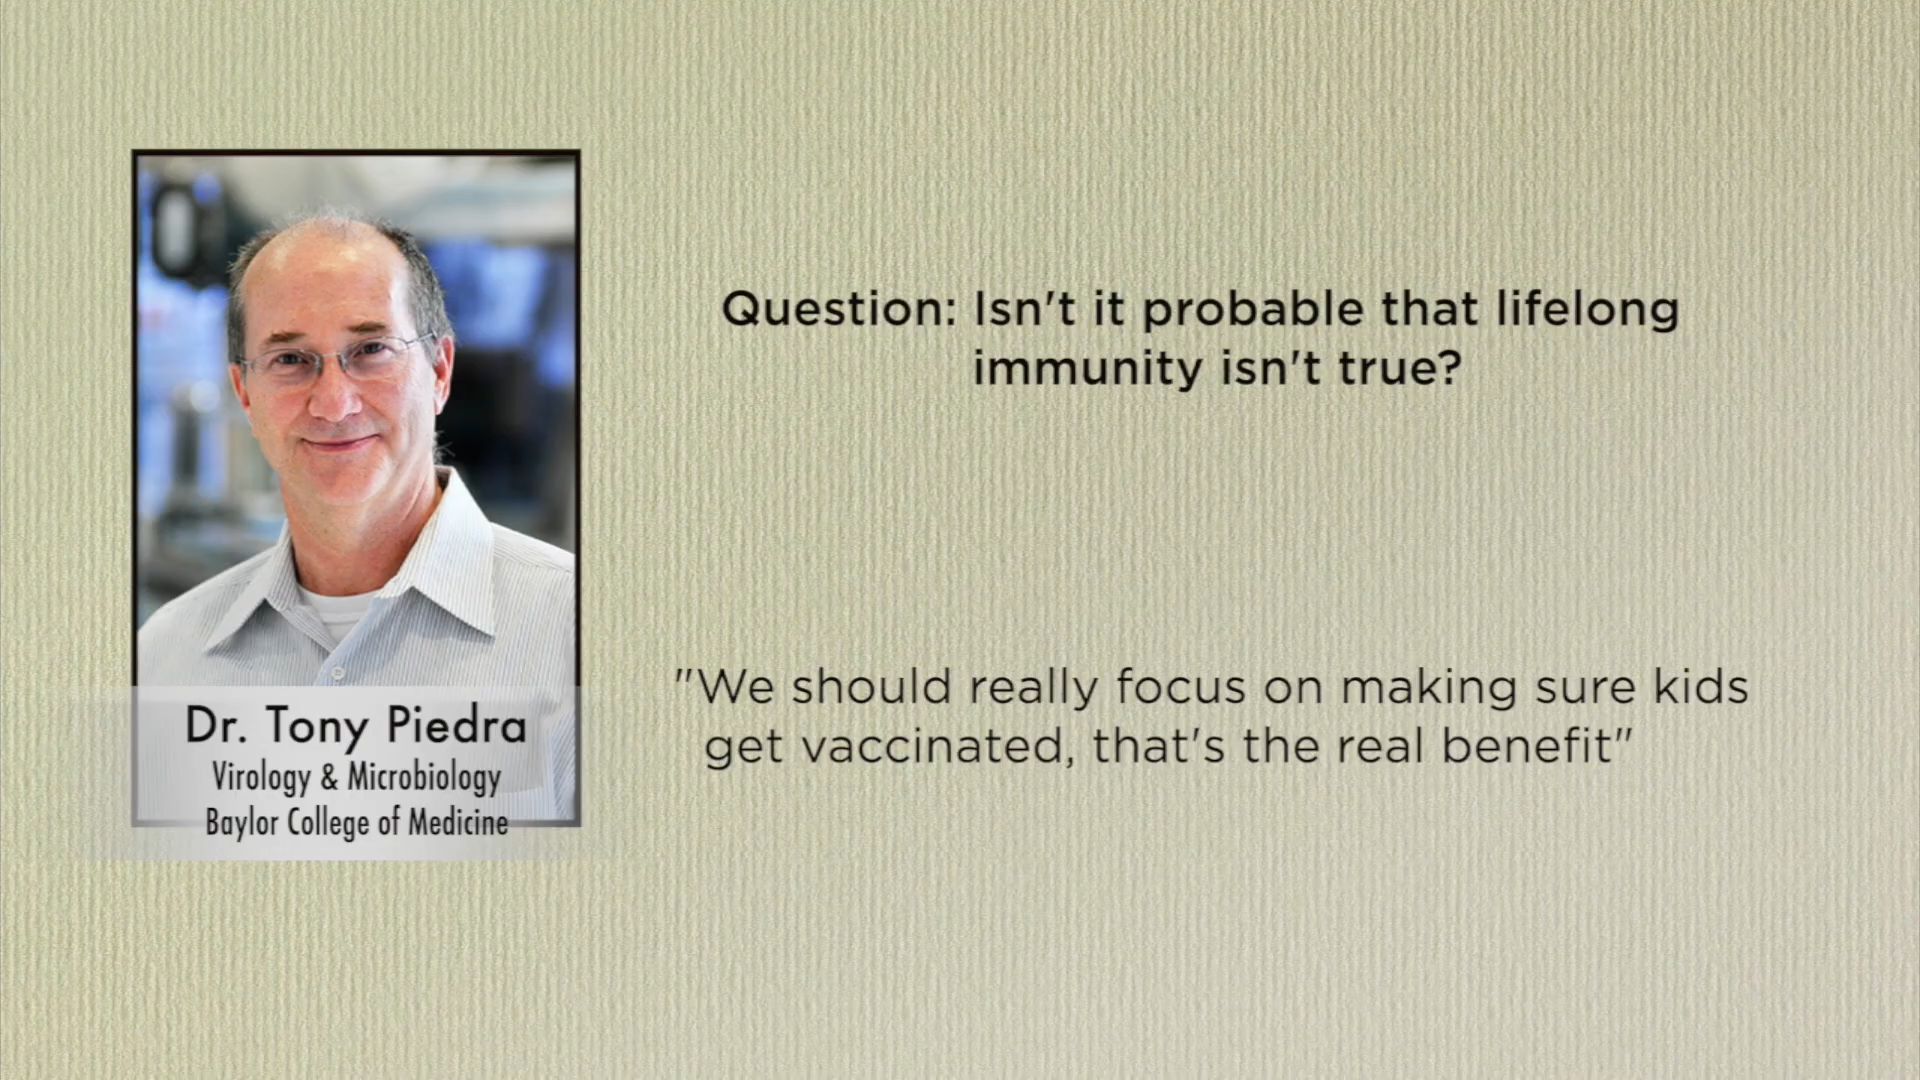 Question: Isn't it probable that lifelong
immunity isn't true?
"We should really focus on making sure kids
get vaccinated, that's the real benefit"
Dr. Tony Piedra
Virology & Microbiology
Baylor College of Medicine